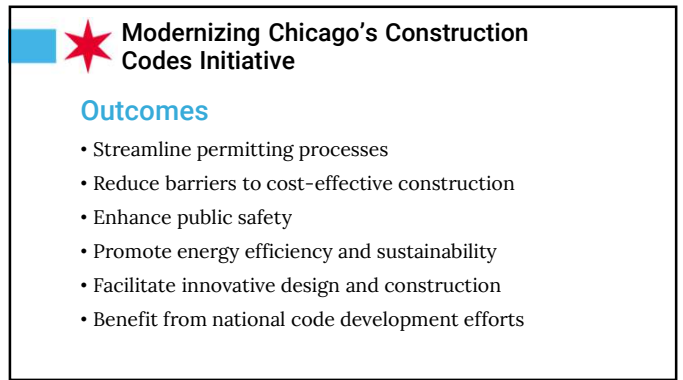 Modernizing Chicago’s Construction
Codes Initiative
Outcomes
• Streamline permitting processes
• Reduce barriers to cost-effective construction
• Enhance public safety
• Promote energy efficiency and sustainability
• Facilitate innovative design and construction
• Benefit from national code development efforts